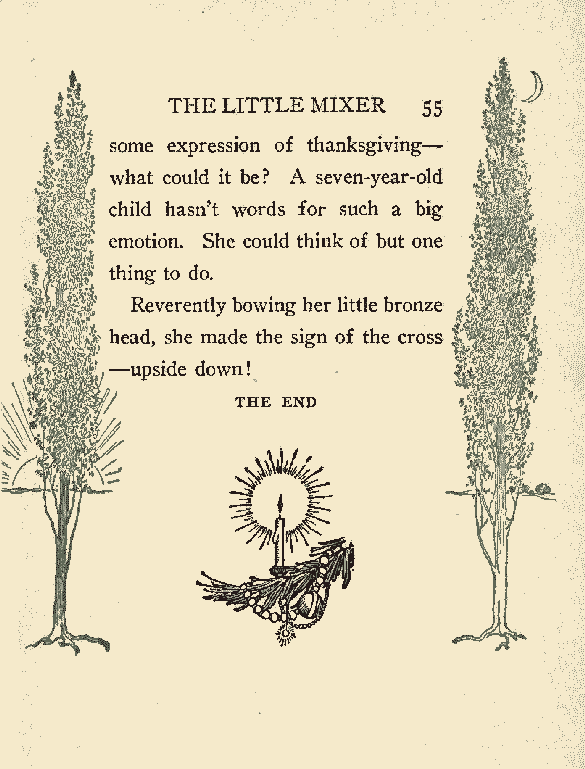 THE LITTLE MIXER 55
some expression of thanksgiving—
what could it be? A seven-year-old
child hasn't words for such a big
emotion. She could think of but one
thing to do.
Reverently bowing her little bronze
head, she made the sign of the cross
—upside down!
THE END